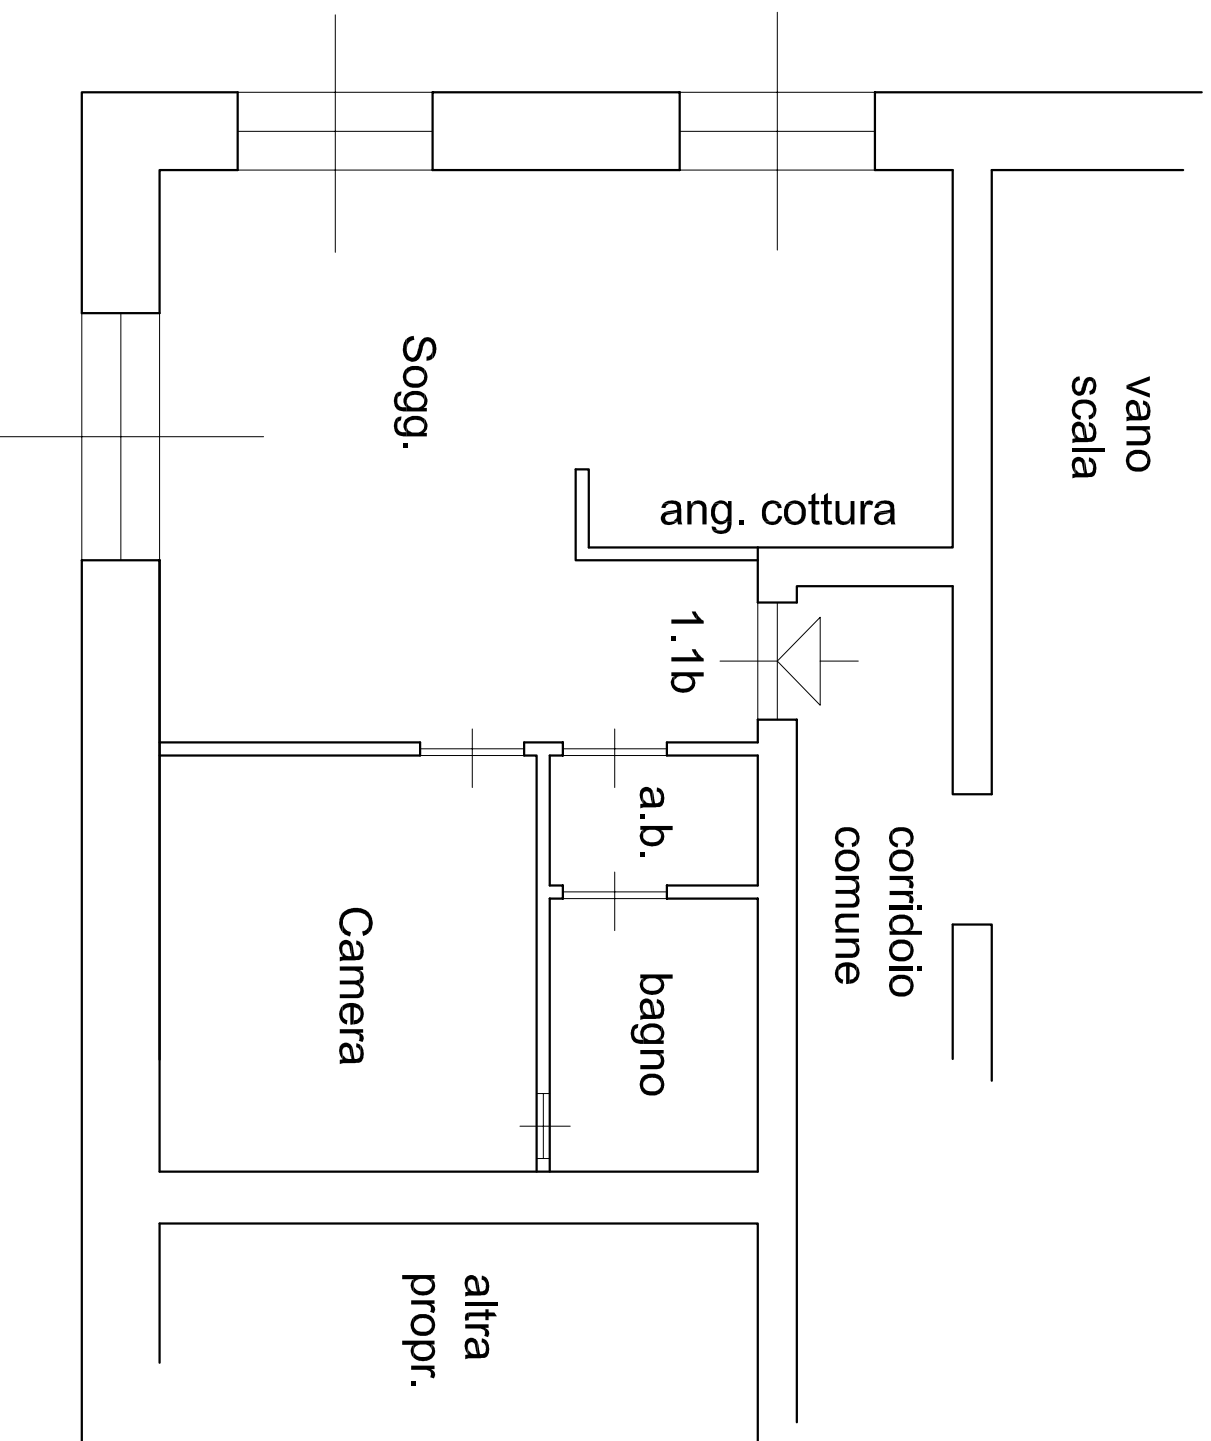 vano
scala
Sogg.
ang. cottura
1.1b
a.b.
corridoio
comune
Camera
bagno
altra
propr.